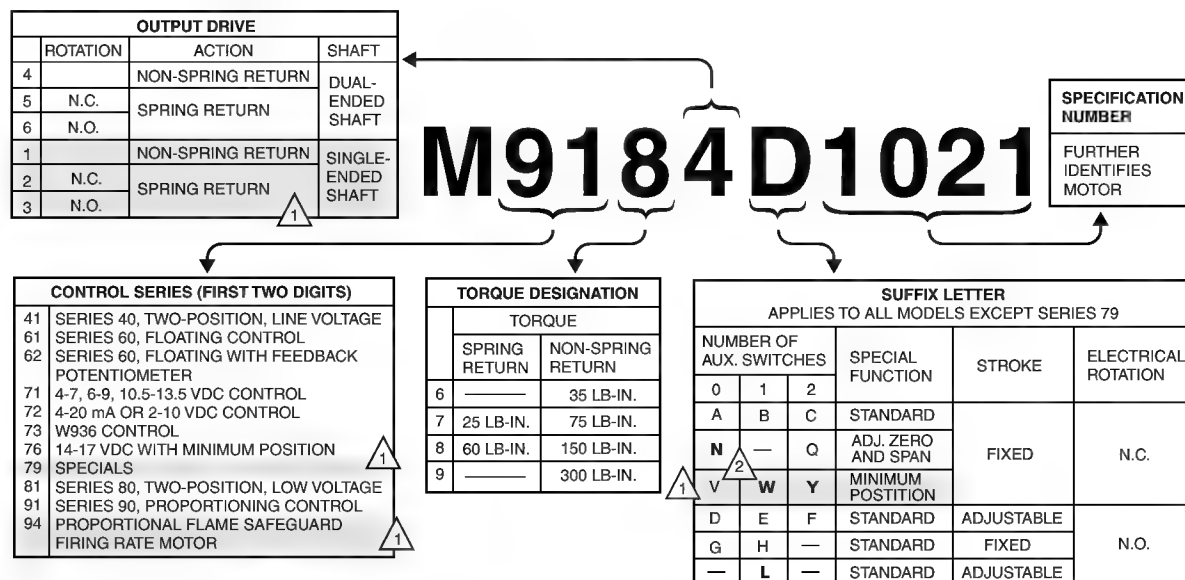 OUTPUT DRIVE
ROTATION ACTION SHAFT
4 NON-SPRING RETURN DUAL-ENDED SHAFT
5 N.C. SPRING RETURN
6 N.O.
1 NON-SPRING RETURN SINGLE-ENDED SHAFT
2 N.C. SPRING RETURN
3 N.O.
1
M9184D1021
SPECIFICATION
NUMBER
FURTHER
IDENTIFIES
MOTOR
CONTROL SERIES (FIRST TWO DIGITS)
41 SERIES 40, TWO-POSITION, LINE VOLTAGE
61 SERIES 60, FLOATING CONTROL
62 SERIES 60, FLOATING WITH FEEDBACK
POTENTIOMETER
71 4-7, 6-9, 10.5-13.5 VDC CONTROL
72 4-20 mA OR 2-10 VDC CONTROL
73 W936 CONTROL
76 14-17 VDC WITH MINIMUM POSITION
1
79 SPECIALS
81 SERIES 80, TWO-POSITION, LOW VOLTAGE
91 SERIES 90, PROPORTIONING CONTROL
94 PROPORTIONAL FLAME SAFEGUARD
FIRING RATE MOTOR
1
TORQUE DESIGNATION
TORQUE
SPRING RETURN NON-SPRING RETURN
6 —— 35 LB-IN.
7 25 LB-IN. 75 LB-IN.
8 60 LB-IN. 150 LB-IN.
9 —— 300 LB-IN.
SUFFIX LETTER
APPLIES TO ALL MODELS EXCEPT SERIES 79
NUMBER OF AUX. SWITCHES SPECIAL FUNCTION STROKE ELECTRICAL ROTATION
0 1 2
A B C STANDARD FIXED N.C.
N — Q ADJ. ZERO AND SPAN
2
1
V W Y MINIMUM POSTITION
D E F STANDARD ADJUSTABLE N.O.
G H — STANDARD FIXED
— L — STANDARD ADJUSTABLE